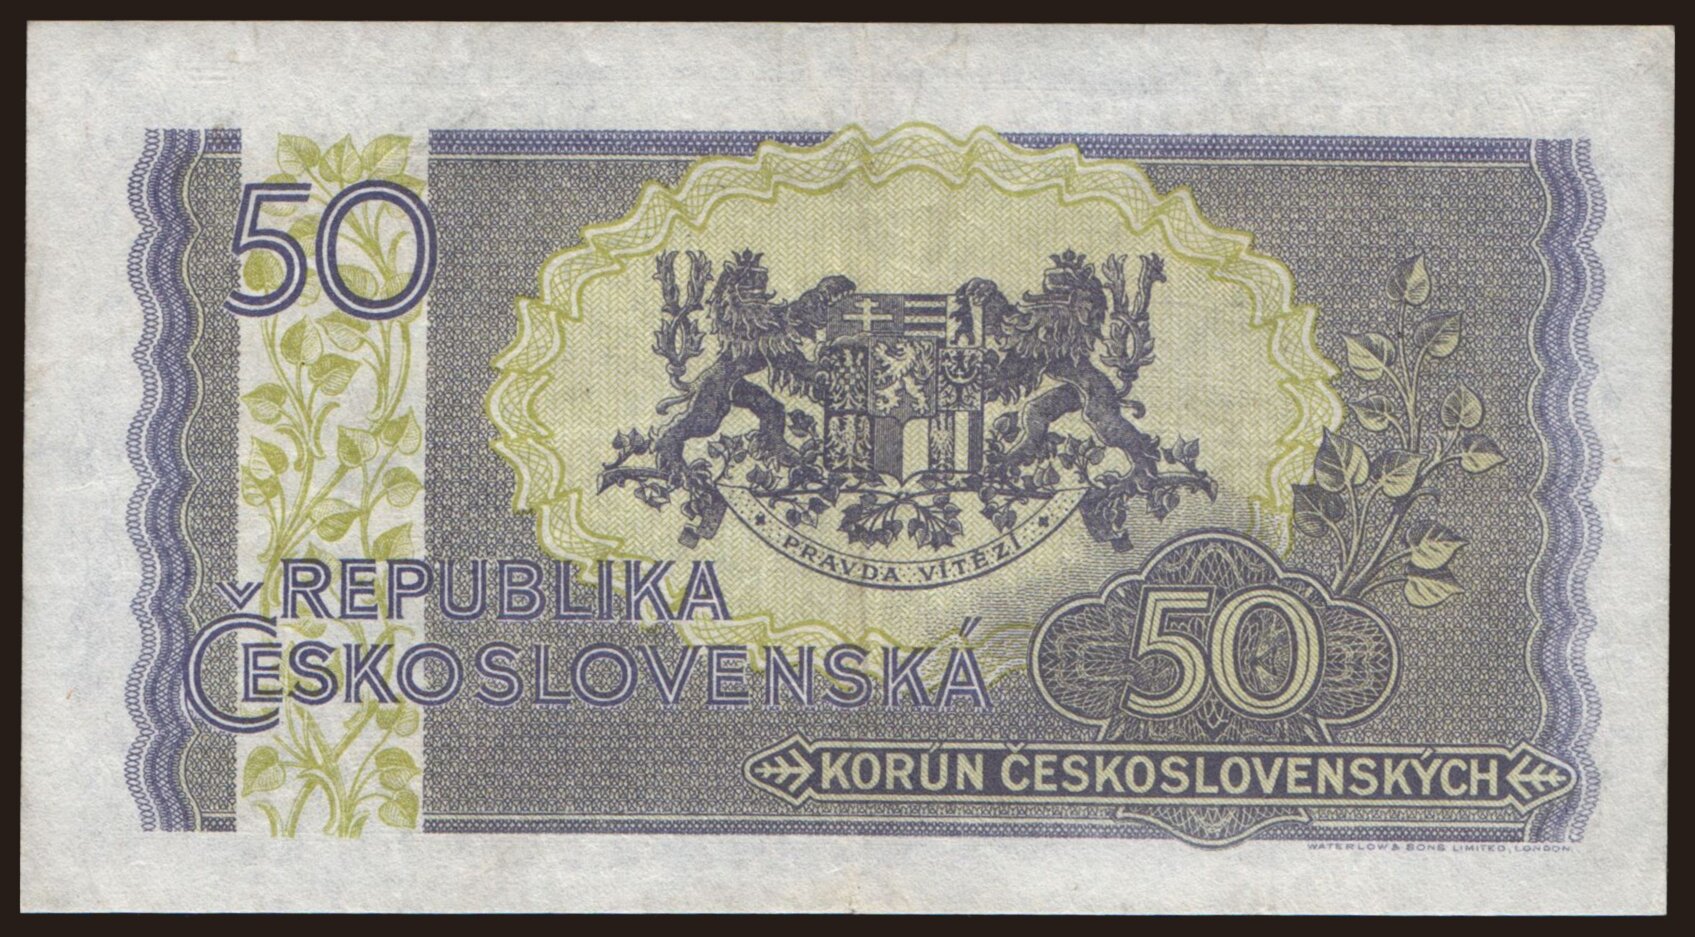 50
PRAVDA VÍTĚZÍ
REPUBLIKA
ČESKOSLOVENSKÁ
50
KORÚN ČESKOSLOVENSKÝCH
WATERLOW & SONS LIMITED, LONDON.